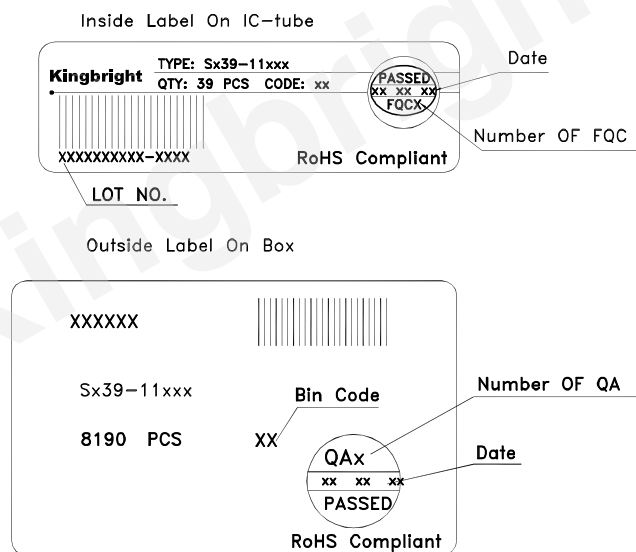 Inside Label On IC-tube
Kingbright
TYPE: Sx39-11xxx
QTY: 39 PCS CODE: xx
PASSED
xx xx xx
FQCX
Date
Number OF FQC
XXXXXXXXXX-XXXX
RoHS Compliant
LOT NO.
Outside Label On Box
XXXXXX
Sx39-11xxx
Bin Code
Number OF QA
8190 PCS
XX
QAx
Date
xx xx xx
PASSED
RoHS Compliant
Kingbright